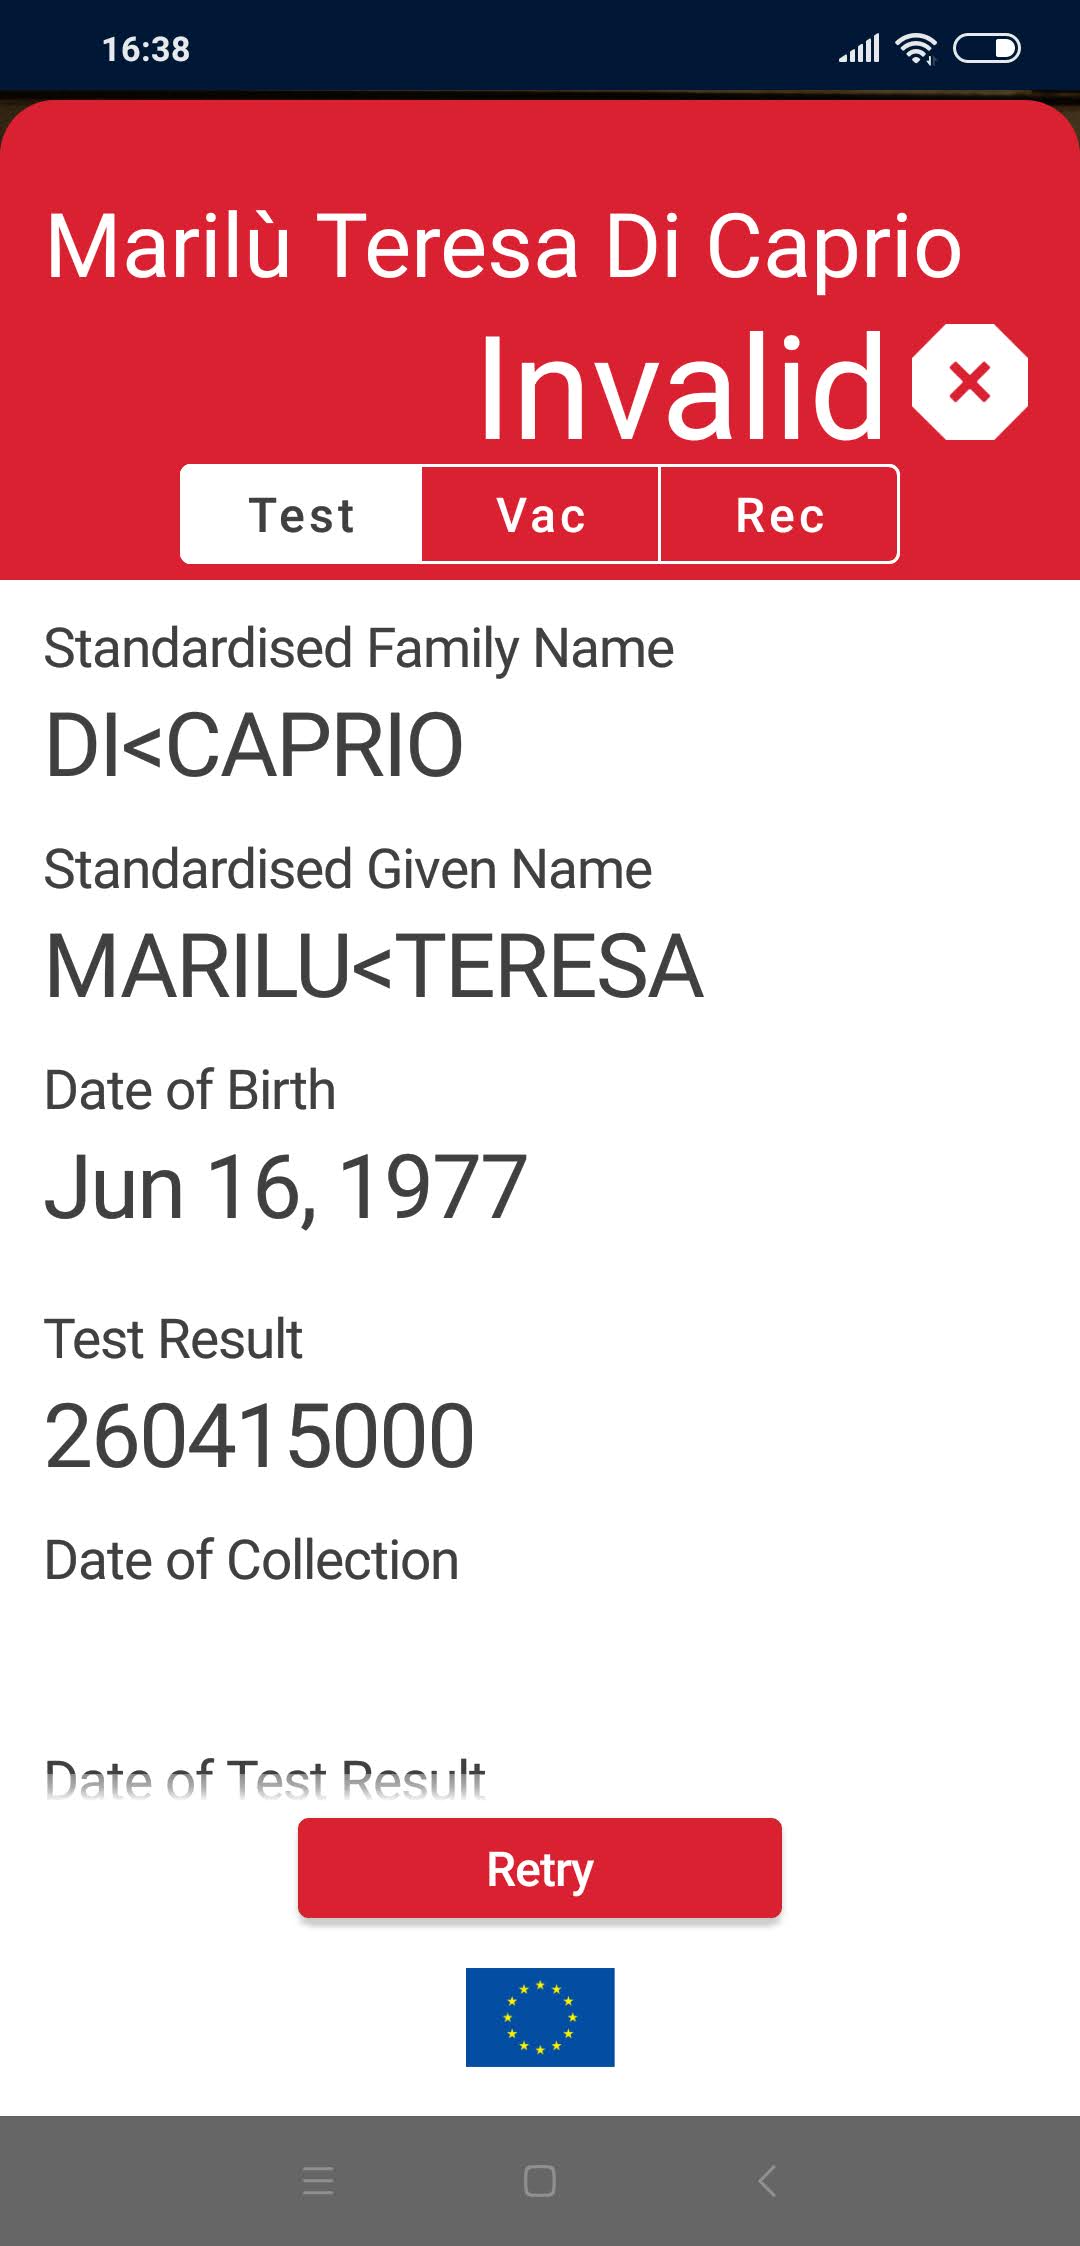 16:38
Marilù Teresa Di Caprio
Invalid
Test Vac Rec
Standardised Family Name
DI<CAPRIO
Standardised Given Name
MARILU<TERESA
Date of Birth
Jun 16, 1977
Test Result
260415000
Date of Collection
Date of Test Result
Retry